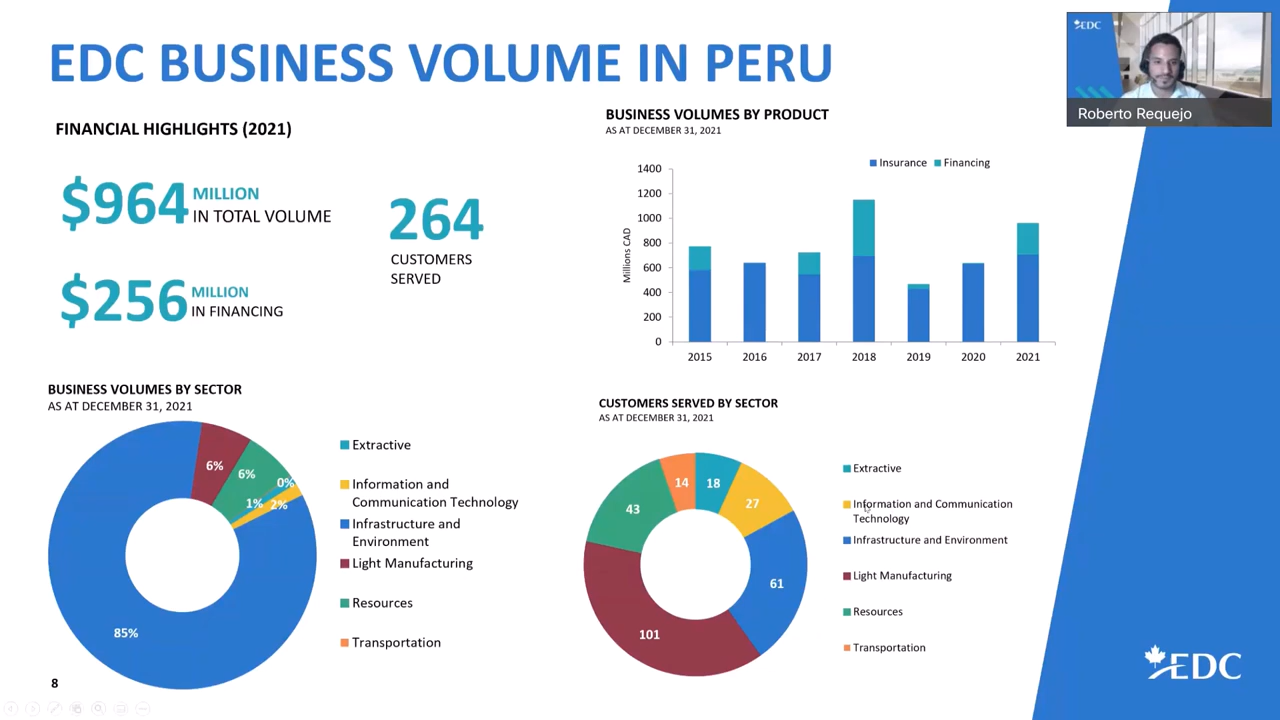 EDC BUSINESS VOLUME IN PERU
EDC
Roberto Requejo
FINANCIAL HIGHLIGHTS (2021)
$964 MILLION
IN TOTAL VOLUME
264
CUSTOMERS
SERVED
$256 MILLION
IN FINANCING
BUSINESS VOLUMES BY PRODUCT
AS AT DECEMBER 31, 2021
Insurance Financing
Millions CAD
1400
1200
1000
800
600
400
200
0
2015 2016 2017 2018 2019 2020 2021
BUSINESS VOLUMES BY SECTOR
AS AT DECEMBER 31, 2021
6%
6%
0%
1%
2%
85%
Extractive
Information and
Communication Technology
Infrastructure and
Environment
Light Manufacturing
Resources
Transportation
CUSTOMERS SERVED BY SECTOR
AS AT DECEMBER 31, 2021
14
18
27
43
61
101
Extractive
Information and Communication
Technology
Infrastructure and Environment
Light Manufacturing
Resources
Transportation
8
EDC